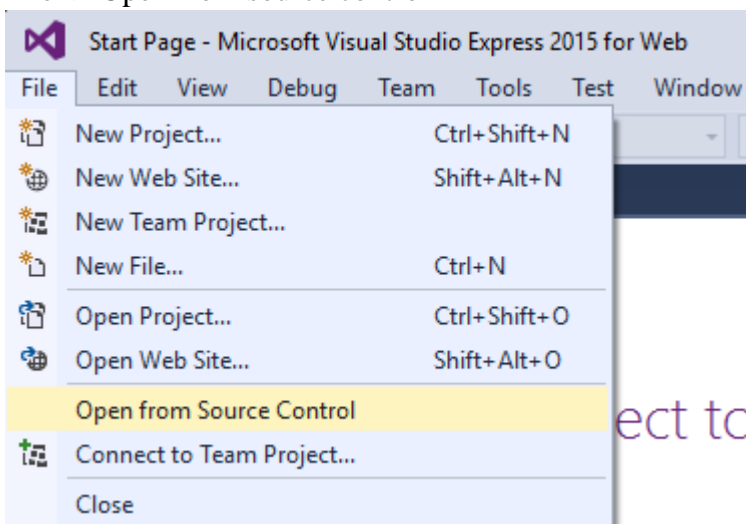 Start Page - Microsoft Visual Studio Express 2015 for Web
File Edit View Debug Team Tools Test Window
New Project... Ctrl+Shift+N
New Web Site... Shift+Alt+N
New Team Project...
New File... Ctrl+N
Open Project... Ctrl+Shift+O
Open Web Site... Shift+Alt+O
Open from Source Control
ect to
Connect to Team Project...
Close